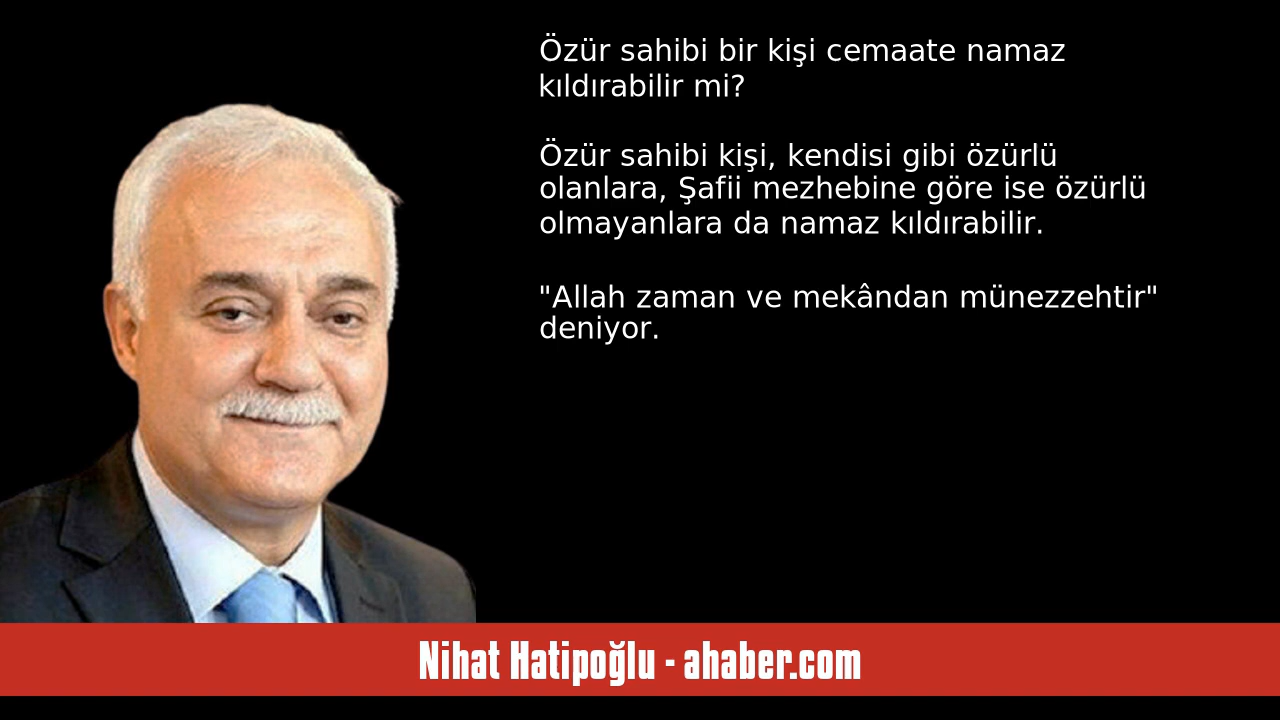 Özür sahibi bir kişi cemaate namaz
kıldırabilir mi?
Özür sahibi kişi, kendisi gibi özürlü
olanlara, Şafii mezhebine göre ise özürlü
olmayanlara da namaz kıldırabilir.
"Allah zaman ve mekândan münezzehtir"
deniyor.
Nihat Hatipoğlu - ahaber.com